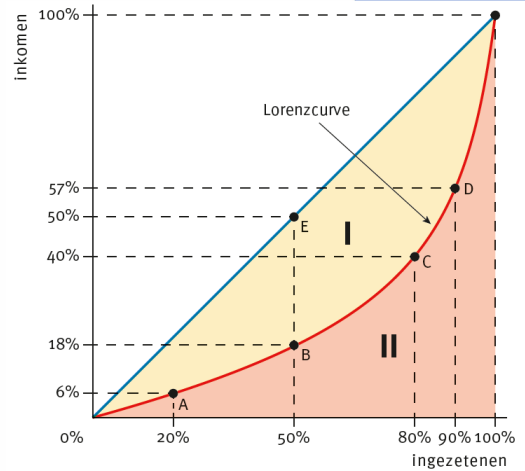 inkomen
100%
Lorenzcurve
57%
D
50%
E
I
40%
C
18%
B
II
6%
A
0%
20%
50%
80%
90%
100%
ingezetenen